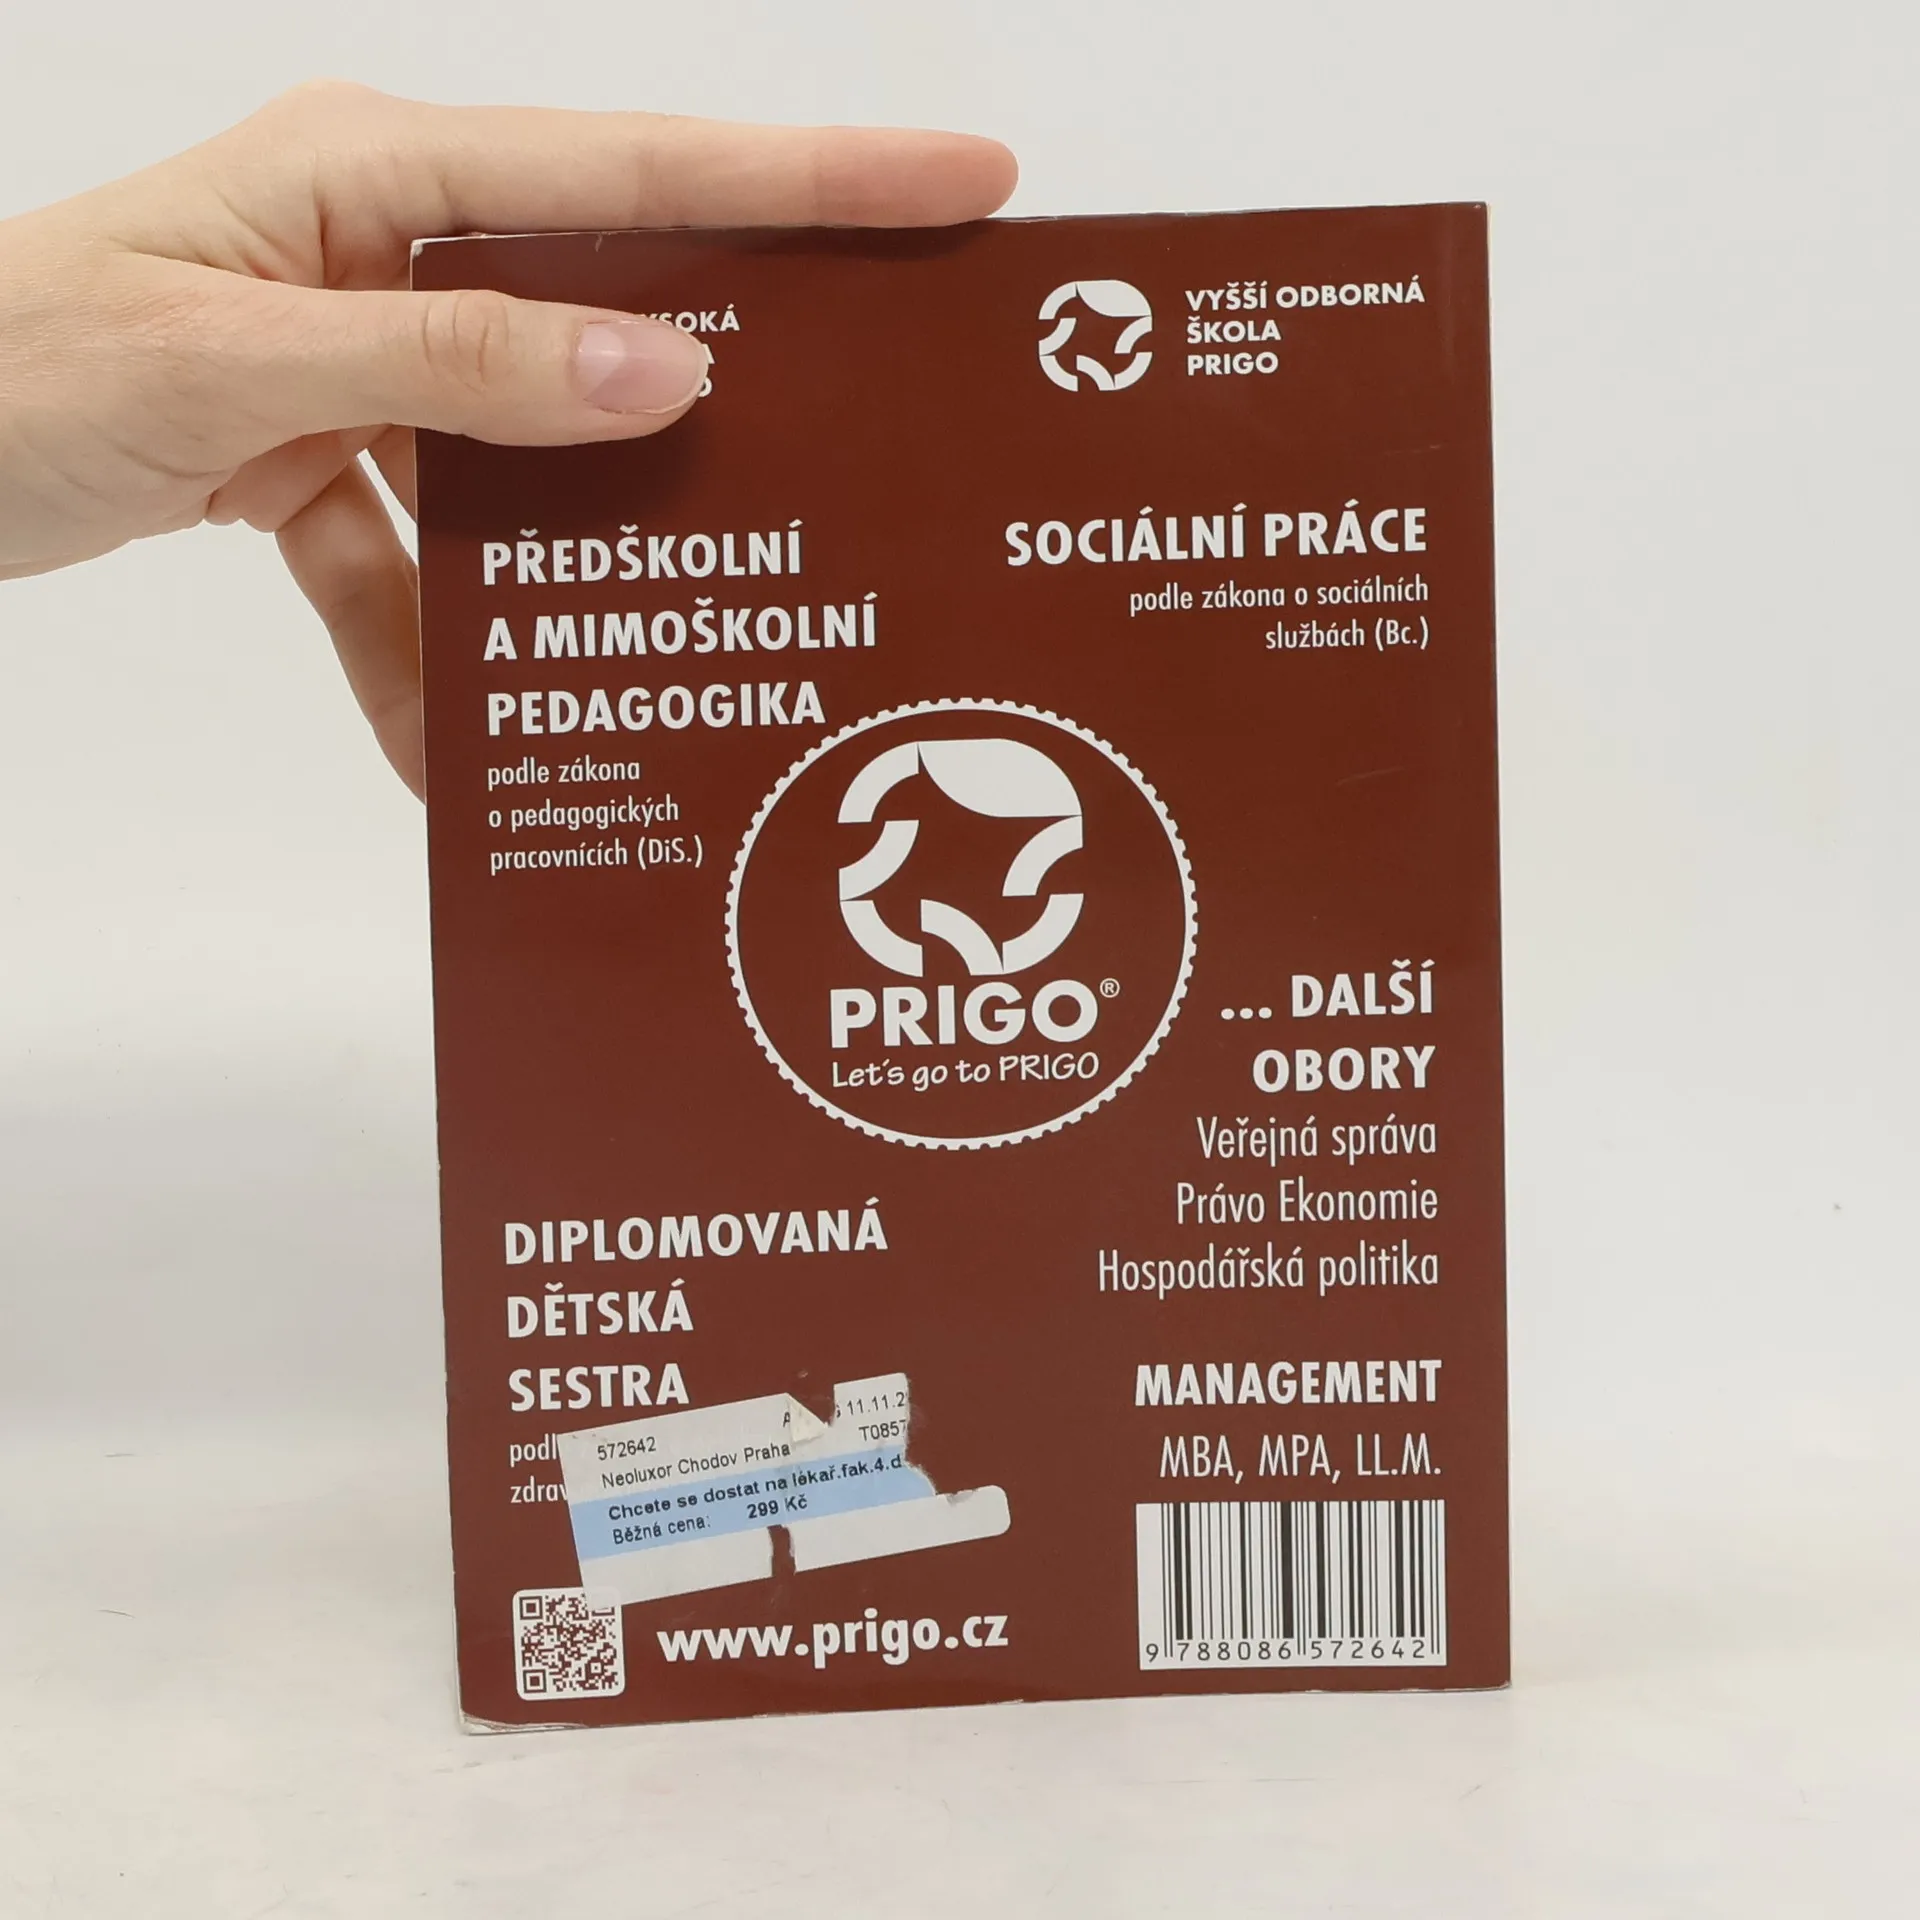 VYŠŠÍ ODBORNÁ
ŠKOLA
PRIGO
PŘEDŠKOLNÍ
A MIMOŠKOLNÍ
PEDAGOGIKA
podle zákona
o pedagogických
pracovnících (DiS.)
SOCIÁLNÍ PRÁCE
podle zákona o sociálních
službách (Bc.)
PRIGO®
Let's go to PRIGO
... DALŠÍ
OBORY
Veřejná správa
Právo Ekonomie
Hospodářská politika
DIPLOMOVANÁ
DĚTSKÁ
SESTRA
MANAGEMENT
MBA, MPA, LL.M.
572642
Neoluxor Chodov Praha
Chcete se dostat na lékař.fak.4.d
Běžná cena: 299 Kč
www.prigo.cz
9 788086 572642